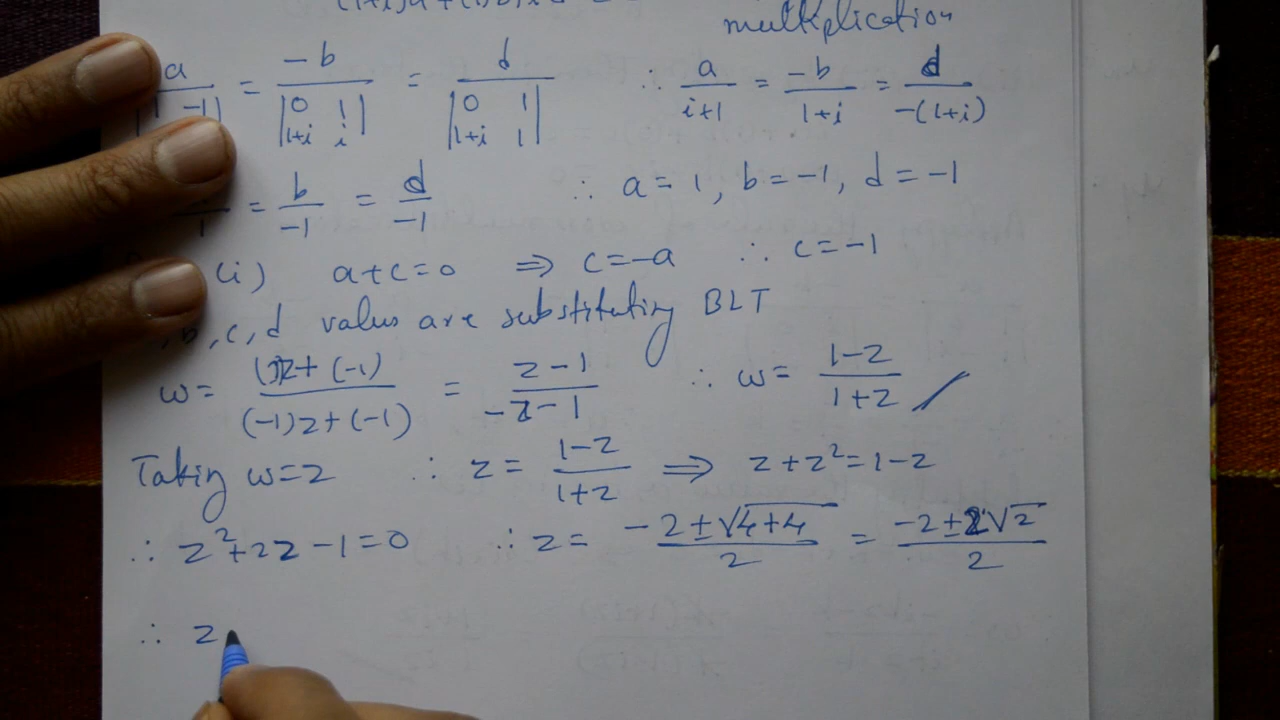 multiplication
a/|1 -1| = -b/|0 1; 1+i i| = d/|0 1; 1+i 1| ∴ a/(i+1) = -b/(1+i) = d/-(1+i)
/1 = b/-1 = d/-1 ∴ a = 1, b = -1, d = -1
(i) a+c=0 ⇒ c=-a ∴ c=-1
b, c, d values are substituting BLT
w = ((1)z+(-1))/((-1)z+(-1)) = (z-1)/(-z-1) ∴ w = (1-z)/(1+z)
Taking w=z ∴ z = (1-z)/(1+z) ⇒ z+z²=1-z
∴ z²+2z-1=0 ∴ z = (-2±√(4+4))/2 = (-2±2√2)/2
∴ z